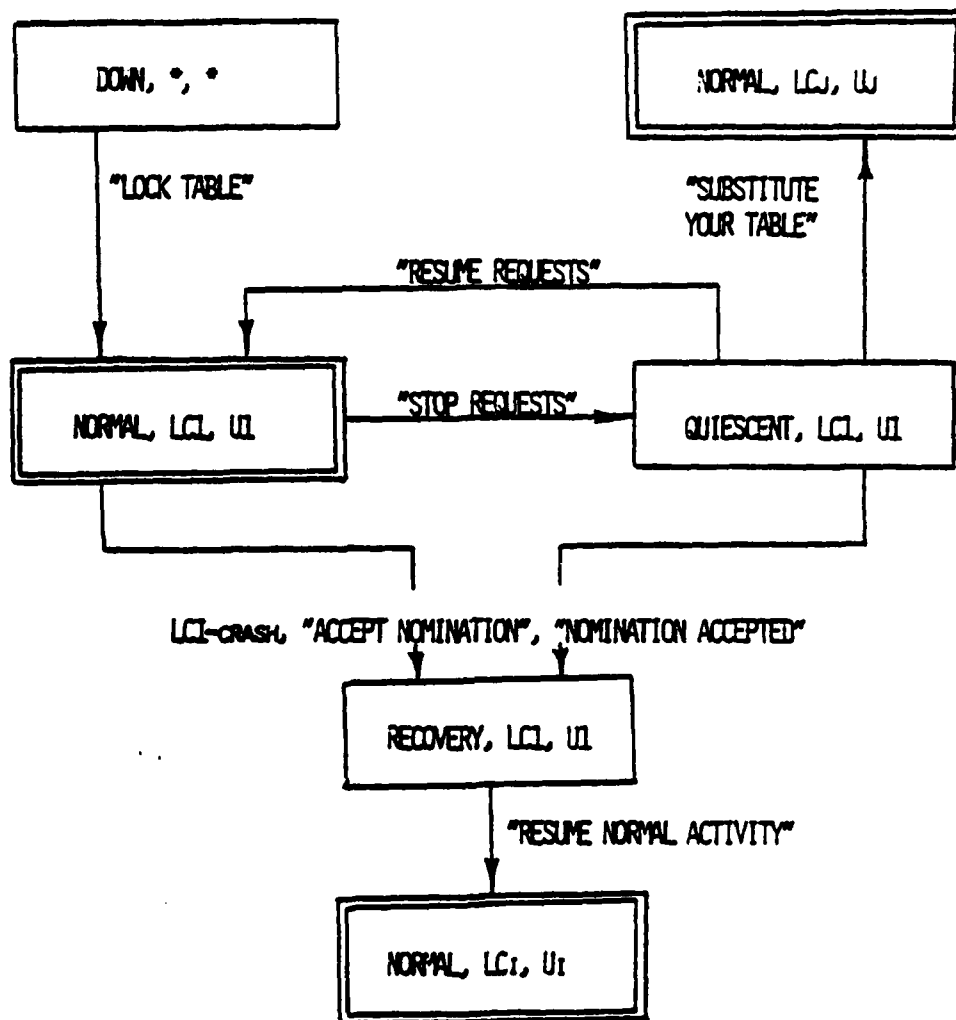 DOWN, *, *
NORMAL, LCJ, UJ
"LOCK TABLE"
"SUBSTITUTE
YOUR TABLE"
"RESUME REQUESTS"
NORMAL, LC1, U1
"STOP REQUESTS"
QUIESCENT, LC1, U1
LC1-CRASH, "ACCEPT NOMINATION", "NOMINATION ACCEPTED"
RECOVERY, LC1, U1
"RESUME NORMAL ACTIVITY"
NORMAL, LCI, UI